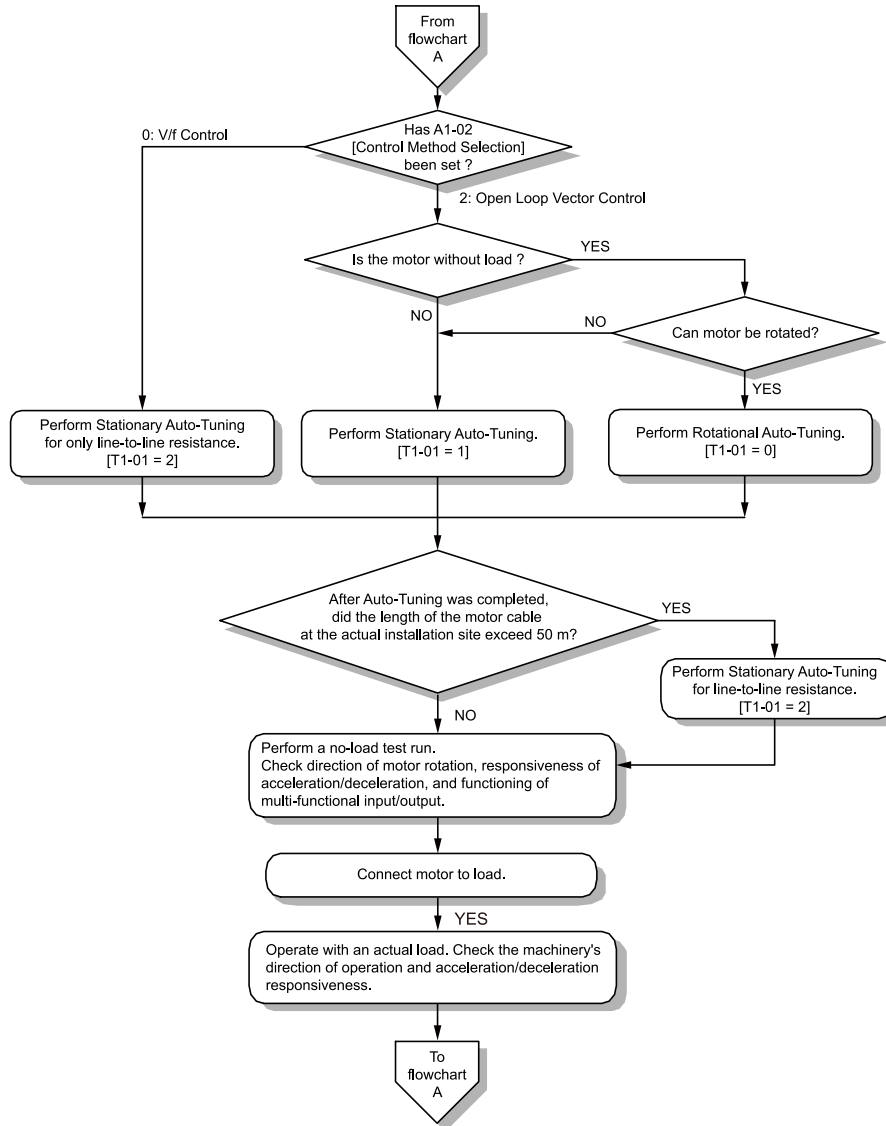 From
flowchart
A
Has A1-02
[Control Method Selection]
been set ?
0: V/f Control
2: Open Loop Vector Control
Is the motor without load ?
YES
NO
NO
Can motor be rotated?
YES
Perform Stationary Auto-Tuning
for only line-to-line resistance.
[T1-01 = 2]
Perform Stationary Auto-Tuning.
[T1-01 = 1]
Perform Rotational Auto-Tuning.
[T1-01 = 0]
After Auto-Tuning was completed,
did the length of the motor cable
at the actual installation site exceed 50 m?
YES
Perform Stationary Auto-Tuning
for line-to-line resistance.
[T1-01 = 2]
NO
Perform a no-load test run.
Check direction of motor rotation, responsiveness of
acceleration/deceleration, and functioning of
multi-functional input/output.
Connect motor to load.
YES
Operate with an actual load. Check the machinery's
direction of operation and acceleration/deceleration
responsiveness.
To
flowchart
A